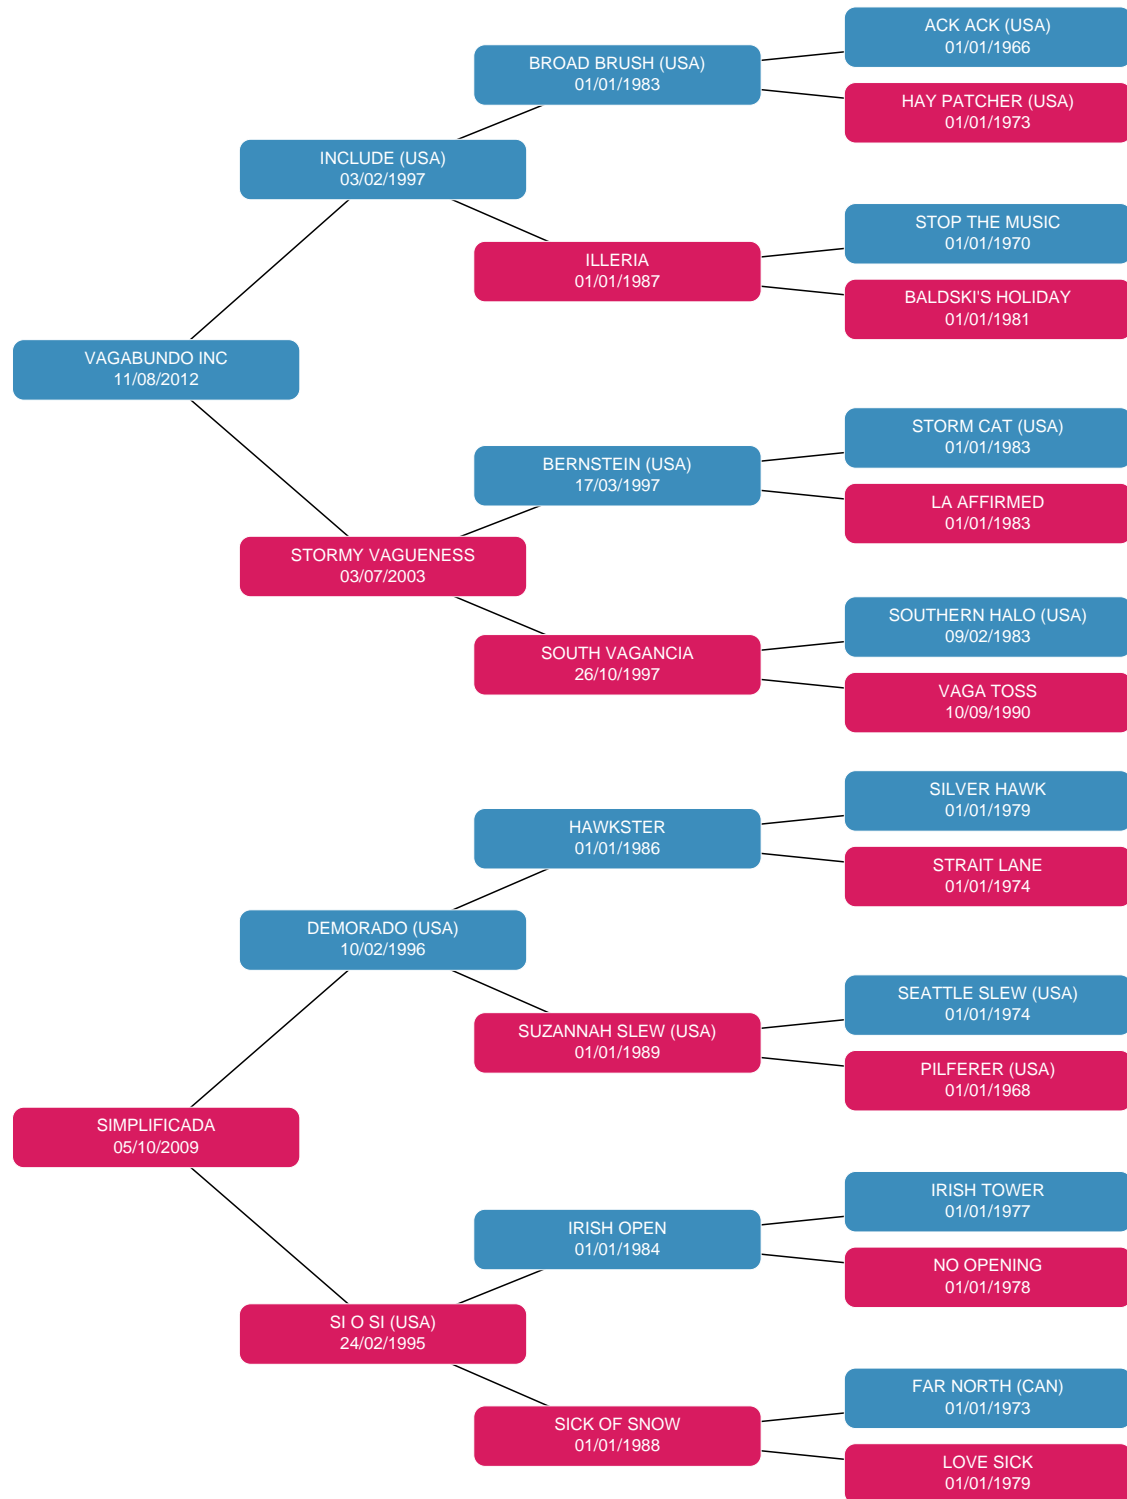 ACK ACK (USA)
01/01/1966
BROAD BRUSH (USA)
01/01/1983
HAY PATCHER (USA)
01/01/1973
INCLUDE (USA)
03/02/1997
STOP THE MUSIC
01/01/1970
ILLERIA
01/01/1987
BALDSKI'S HOLIDAY
01/01/1981
VAGABUNDO INC
11/08/2012
STORM CAT (USA)
01/01/1983
BERNSTEIN (USA)
17/03/1997
LA AFFIRMED
01/01/1983
STORMY VAGUENESS
03/07/2003
SOUTHERN HALO (USA)
09/02/1983
SOUTH VAGANCIA
26/10/1997
VAGA TOSS
10/09/1990
SILVER HAWK
01/01/1979
HAWKSTER
01/01/1986
STRAIT LANE
01/01/1974
DEMORADO (USA)
10/02/1996
SEATTLE SLEW (USA)
01/01/1974
SUZANNAH SLEW (USA)
01/01/1989
PILFERER (USA)
01/01/1968
SIMPLIFICADA
05/10/2009
IRISH TOWER
01/01/1977
IRISH OPEN
01/01/1984
NO OPENING
01/01/1978
SI O SI (USA)
24/02/1995
FAR NORTH (CAN)
01/01/1973
SICK OF SNOW
01/01/1988
LOVE SICK
01/01/1979